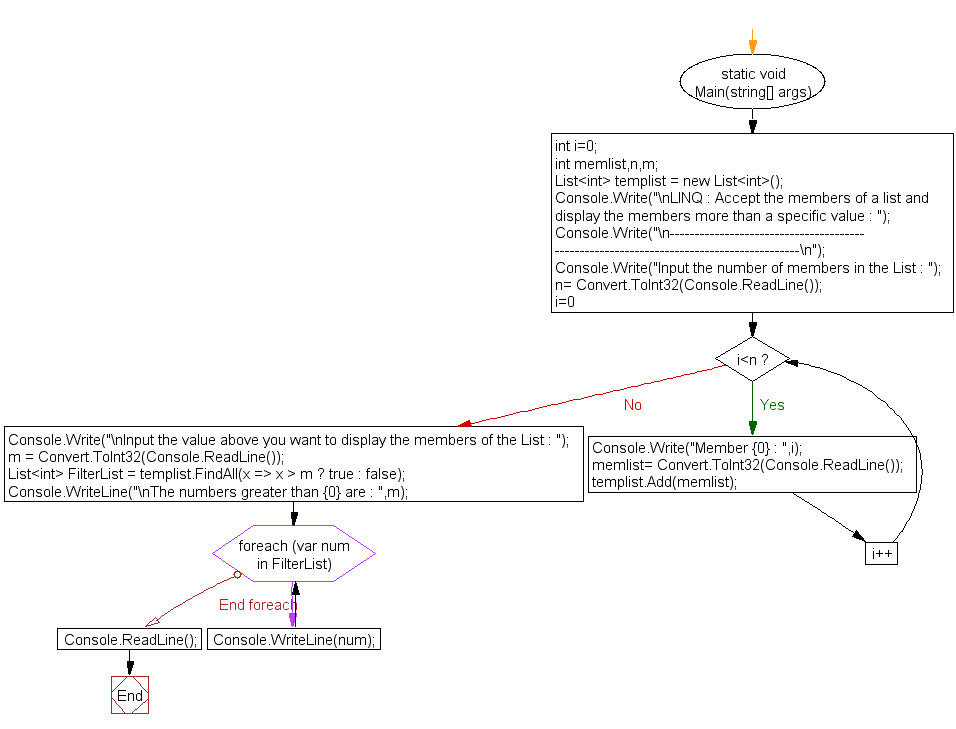 static void
Main(string[] args)
int i=0;
int memlist,n,m;
List<int> templist = new List<int>();
Console.Write("\nLINQ : Accept the members of a list and
display the members more than a specific value : ");
Console.Write("\n---------------------------------------
-------------------------------------------------\n");
Console.Write("Input the number of members in the List : ");
n= Convert.ToInt32(Console.ReadLine());
i=0
i<n ?
No
Yes
Console.Write("\nInput the value above you want to display the members of the List : ");
m = Convert.ToInt32(Console.ReadLine());
List<int> FilterList = templist.FindAll(x => x > m ? true : false);
Console.WriteLine("\nThe numbers greater than {0} are : ",m);
Console.Write("Member {0} : ",i);
memlist= Convert.ToInt32(Console.ReadLine());
templist.Add(memlist);
i++
foreach (var num
in FilterList)
End foreach
Console.ReadLine();
Console.WriteLine(num);
End